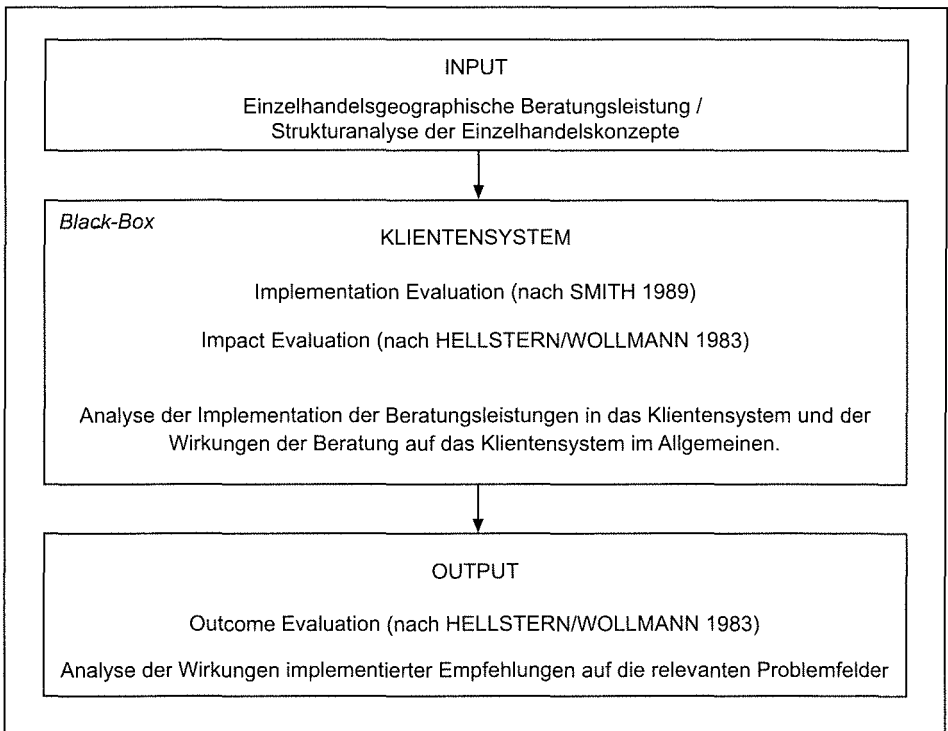 INPUT
Einzelhandelsgeographische Beratungsleistung /
Strukturanalyse der Einzelhandelskonzepte
Black-Box
KLIENTENSYSTEM
Implementation Evaluation (nach SMITH 1989)
Impact Evaluation (nach HELLSTERN/WOLLMANN 1983)
Analyse der Implementation der Beratungsleistungen in das Klientensystem und der
Wirkungen der Beratung auf das Klientensystem im Allgemeinen.
OUTPUT
Outcome Evaluation (nach HELLSTERN/WOLLMANN 1983)
Analyse der Wirkungen implementierter Empfehlungen auf die relevanten Problemfelder